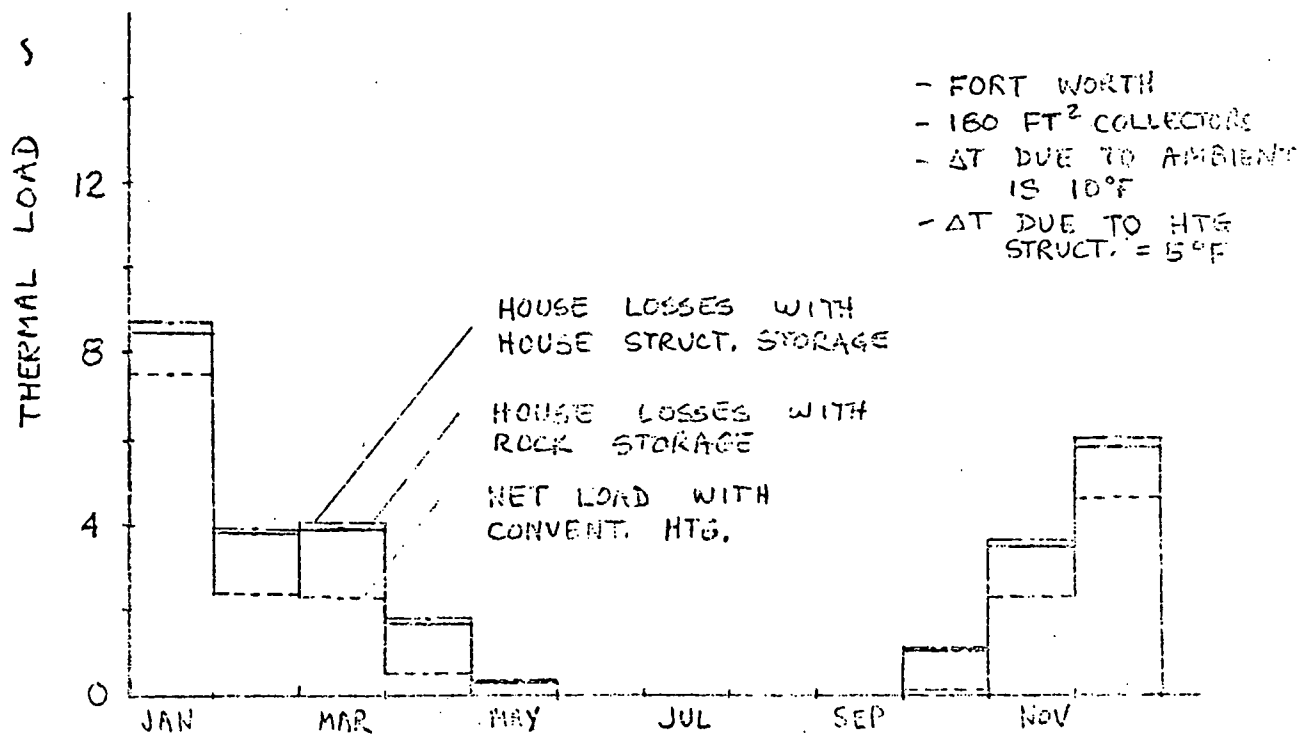 THERMAL LOAD
12
8
4
0
- FORT WORTH
- 160 FT² COLLECTORS
- ΔT DUE TO AMBIENT
IS 10°F
- ΔT DUE TO HTG
STRUCT. = 5°F
HOUSE LOSSES WITH
HOUSE STRUCT. STORAGE
HOUSE LOSSES WITH
ROCK STORAGE
NET LOAD WITH
CONVENT. HTG.
JAN MAR MAY JUL SEP NOV